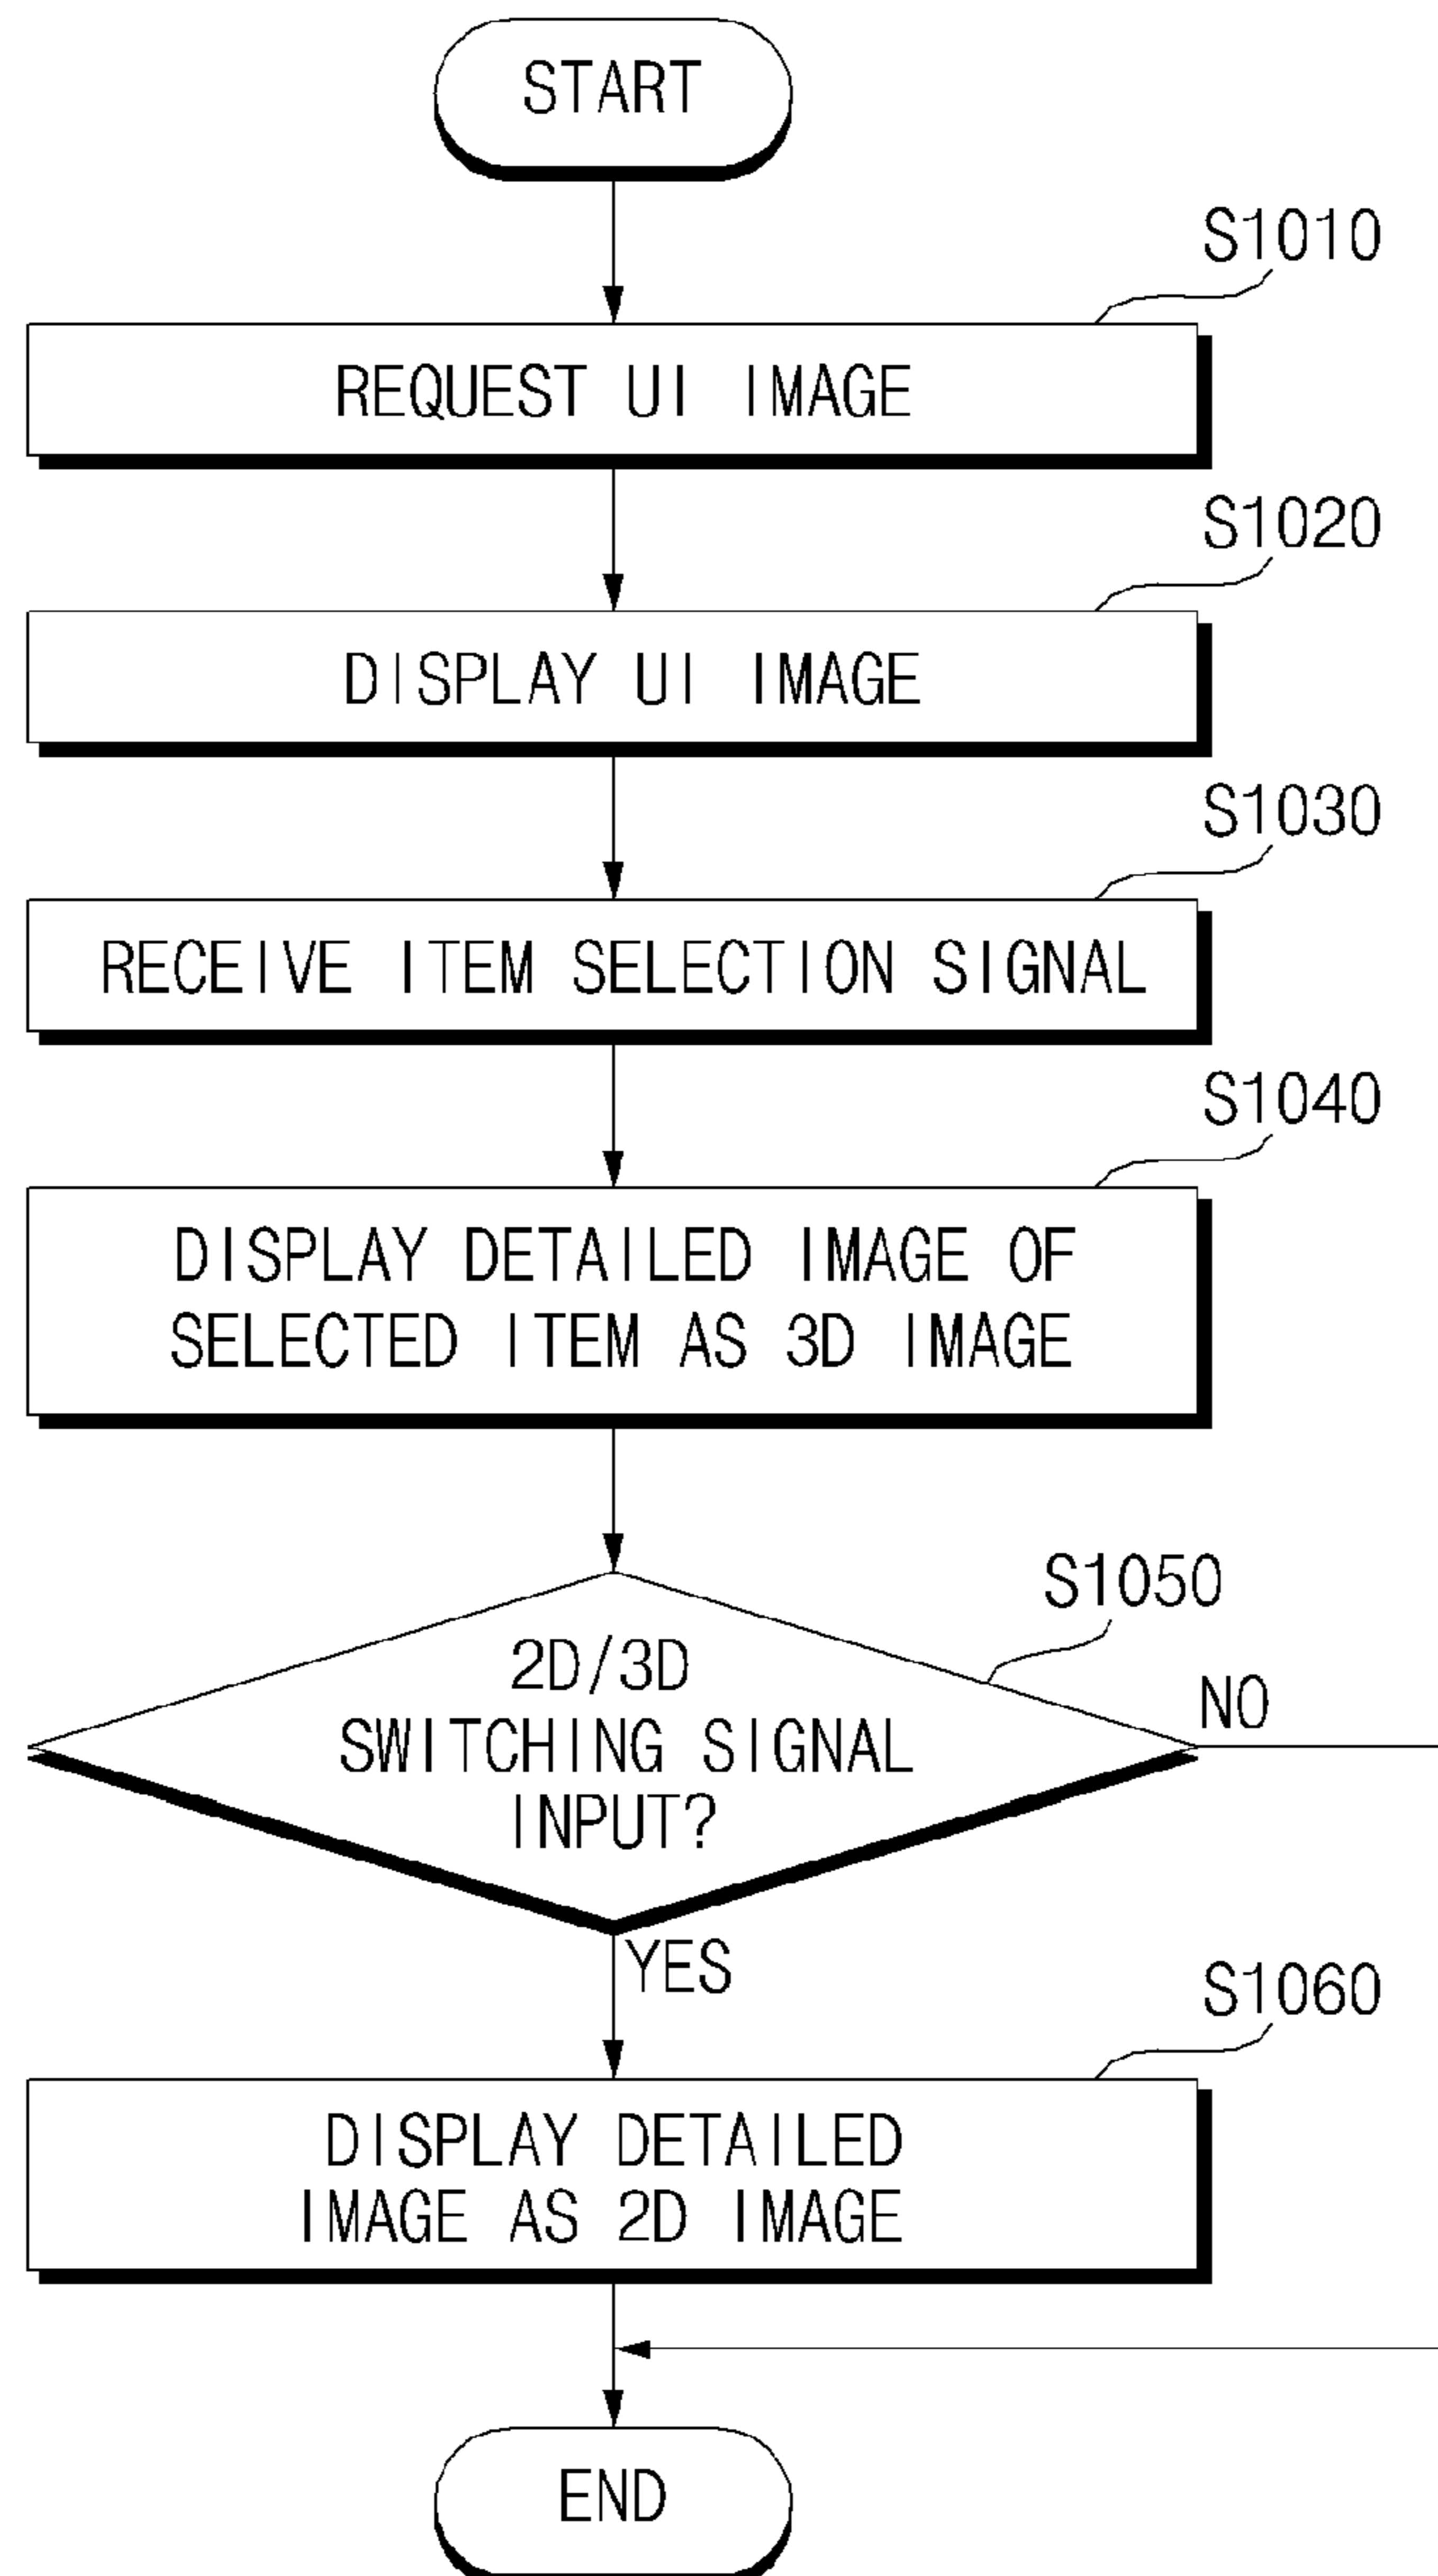 START
S1010
REQUEST UI IMAGE
S1020
DISPLAY UI IMAGE
S1030
RECEIVE ITEM SELECTION SIGNAL
S1040
DISPLAY DETAILED IMAGE OF
SELECTED ITEM AS 3D IMAGE
S1050
2D/3D
SWITCHING SIGNAL
INPUT?
NO
YES
S1060
DISPLAY DETAILED
IMAGE AS 2D IMAGE
END